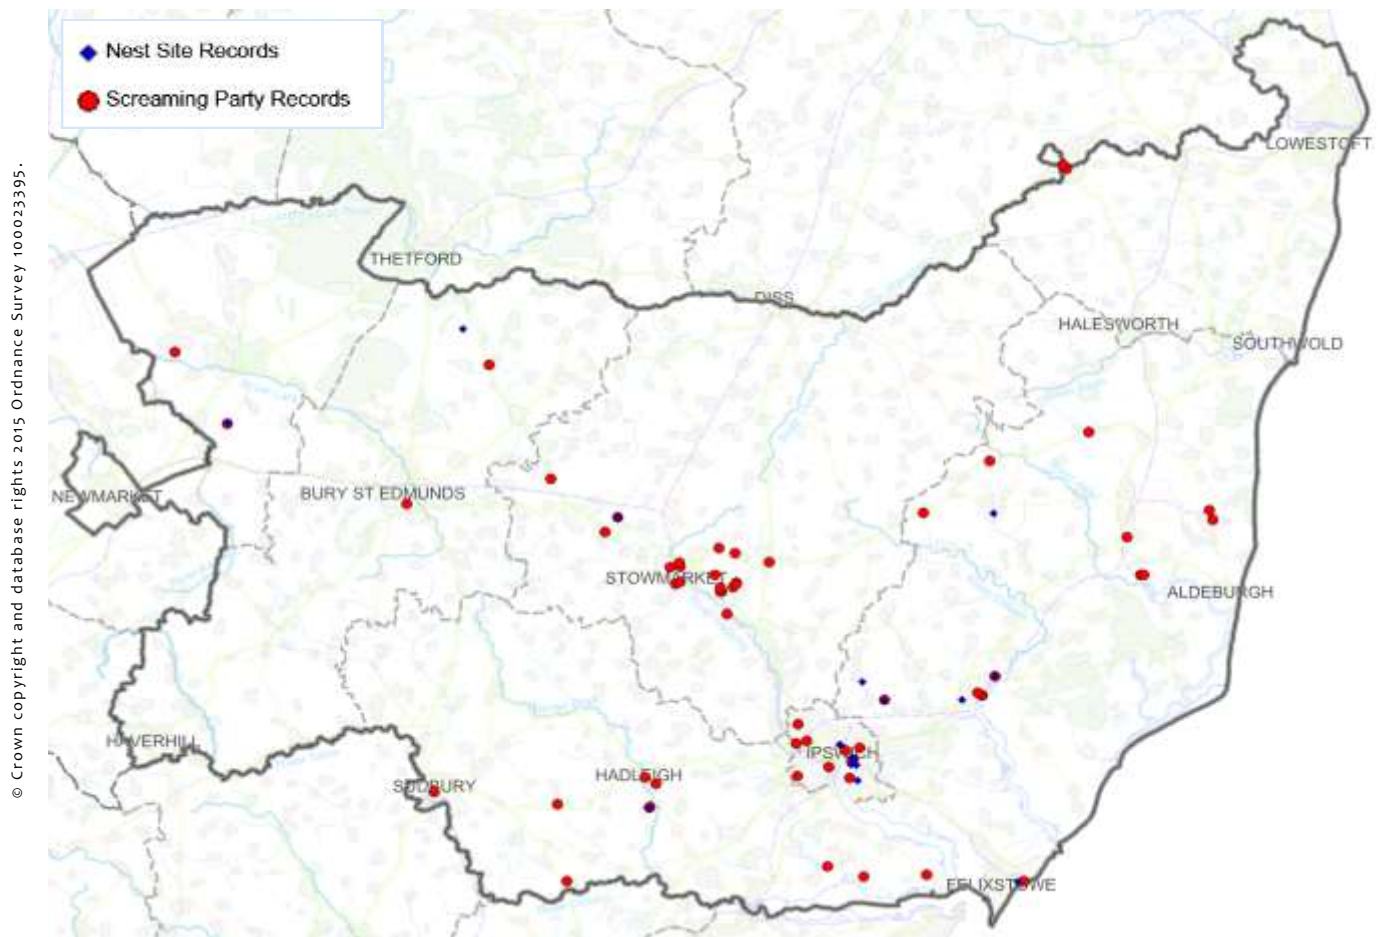 Nest Site Records
Screaming Party Records
© Crown copyright and database rights 2015 Ordnance Survey 100023395.
LOWESTOFT
THETFORD
DISS
HALESWORTH
SOUTHWOLD
NEWMARKET
BURY ST EDMUNDS
STOWMARKET
ALDEBURGH
HAVERHILL
IPSWICH
SUDBURY
HADLEIGH
FELIXSTOWE